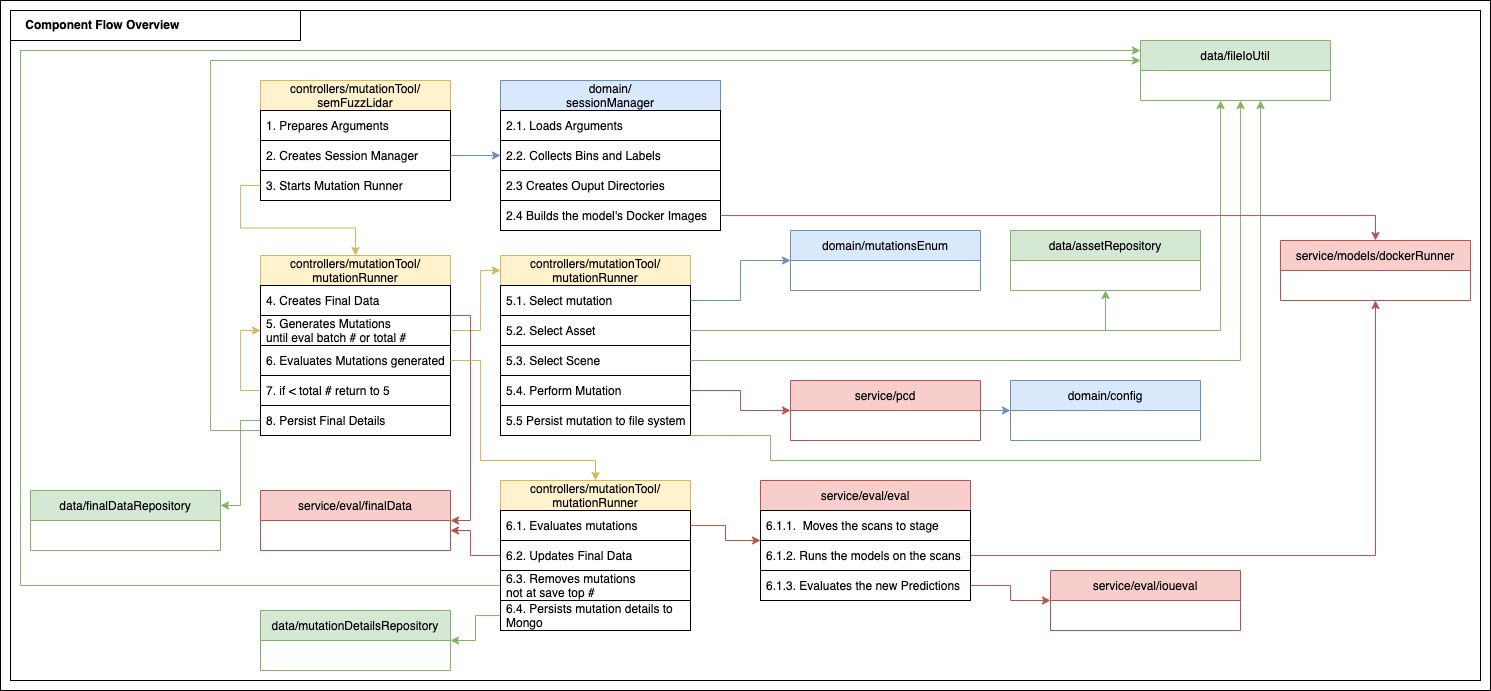 Component Flow Overview
data/fileIoUtil
controllers/mutationTool/
semFuzzLidar
1. Prepares Arguments
2. Creates Session Manager
3. Starts Mutation Runner
domain/
sessionManager
2.1. Loads Arguments
2.2. Collects Bins and Labels
2.3 Creates Ouput Directories
2.4 Builds the model's Docker Images
controllers/mutationTool/
mutationRunner
4. Creates Final Data
5. Generates Mutations
until eval batch # or total #
6. Evaluates Mutations generated
7. if < total # return to 5
8. Persist Final Details
controllers/mutationTool/
mutationRunner
5.1. Select mutation
5.2. Select Asset
5.3. Select Scene
5.4. Perform Mutation
5.5 Persist mutation to file system
domain/mutationsEnum
data/assetRepository
service/models/dockerRunner
service/pcd
domain/config
data/finalDataRepository
service/eval/finalData
controllers/mutationTool/
mutationRunner
6.1. Evaluates mutations
6.2. Updates Final Data
6.3. Removes mutations
not at save top #
6.4. Persists mutation details to
Mongo
service/eval/eval
6.1.1.  Moves the scans to stage
6.1.2. Runs the models on the scans
6.1.3. Evaluates the new Predictions
service/eval/ioueval
data/mutationDetailsRepository